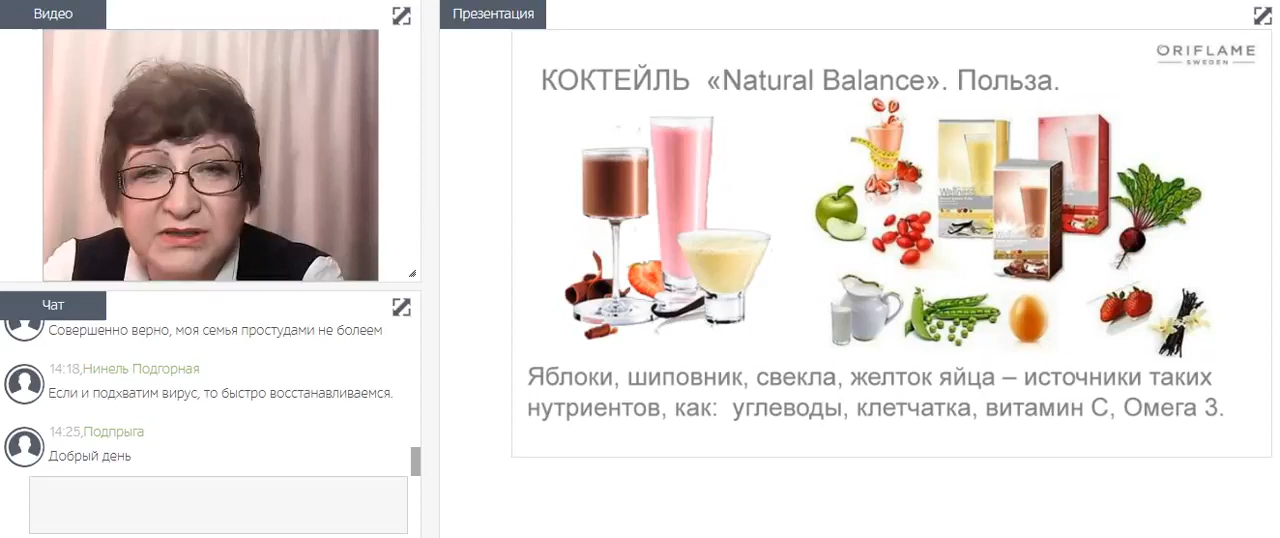 Видео
Чат
Совершенно верно, моя семья простудами не болеем
14:18,Нинель Подгорная
Если и подхватим вирус, то быстро восстанавливаемся.
14:25,Подпрыга
Добрый день
Презентация
ORIFLAME
SWEDEN
КОКТЕЙЛЬ «Natural Balance». Польза.
Wellness
Wellness
Яблоки, шиповник, свекла, желток яйца – источники таких
нутриентов, как: углеводы, клетчатка, витамин С, Омега 3.